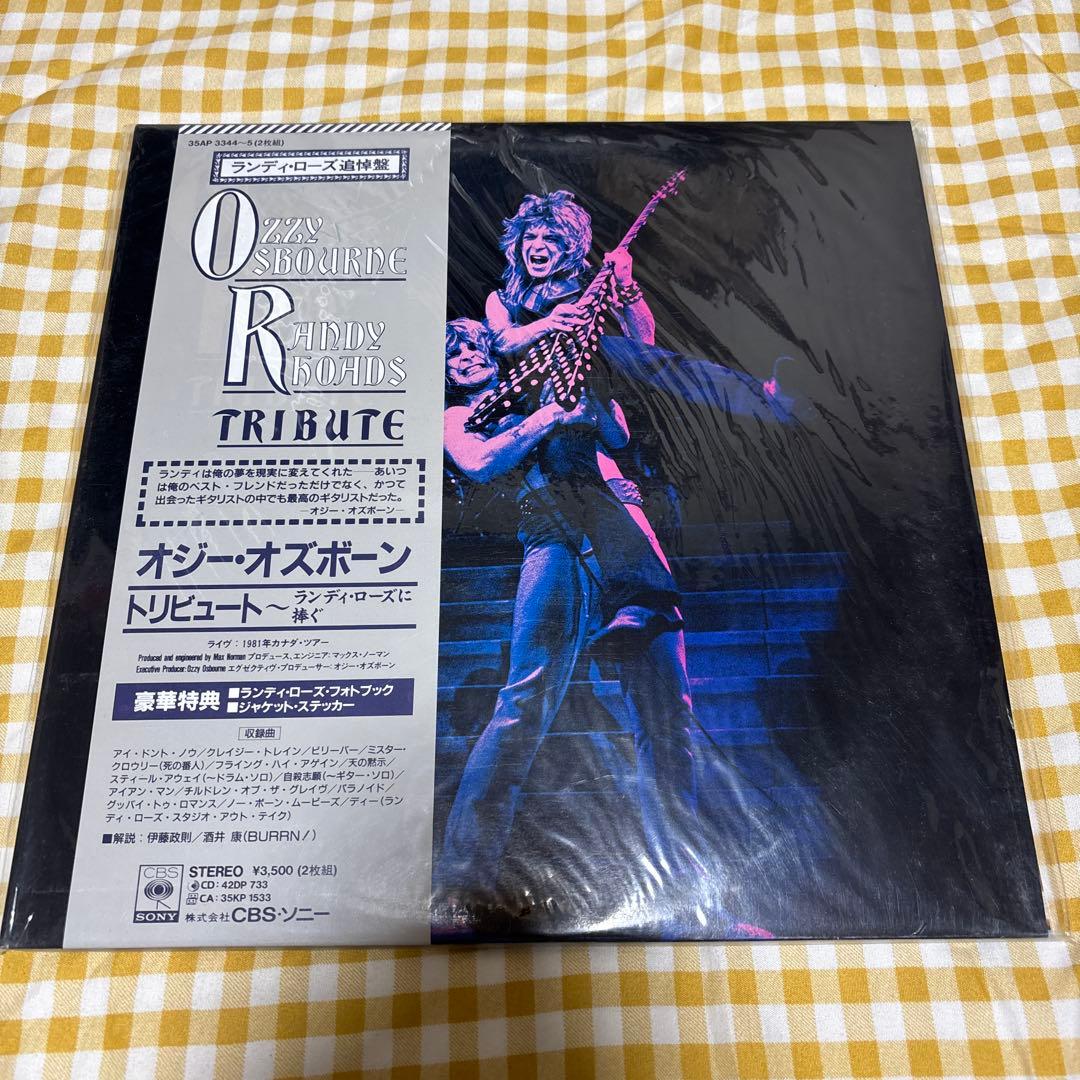 35AP 3344〜5(2枚組)
ランディ・ローズ追悼盤
OZZY
OSBOURNE
RANDY
RHOADS
TRIBUTE
ランディは俺の夢を現実に変えてくれた──あいつ
は俺のベスト・フレンドだっただけでなく、かつて
出会ったギタリストの中でも最高のギタリストだった。
─オジー・オズボーン─
オジー・オズボーン
トリビュート〜ランディ・ローズに
捧ぐ
ライヴ：1981年カナダ・ツアー
Produced and engineered by Max Norman プロデュース、エンジニア：マックス・ノーマン
Executive Producer: Ozzy Osbourne エグゼクティヴ・プロデューサー：オジー・オズボーン
豪華特典 ■ランディ・ローズ・フォトブック
■ジャケット・ステッカー
収録曲
アイ・ドント・ノウ／クレイジー・トレイン／ビリーバー／ミスター・
クロウリー(死の番人)／フライング・ハイ・アゲイン／天の黙示／
スティール・アウェイ(〜ドラム・ソロ)／自殺志願(〜ギター・ソロ)／
アイアン・マン／チルドレン・オブ・ザ・グレイヴ／パラノイド／
グッバイ・トゥ・ロマンス／ノー・ボーン・ムービーズ／ディー(ラン
ディ・ローズ・スタジオ・アウト・テイク)
■解説：伊藤政則／酒井 康(BURRN！)
CBS
SONY
STEREO ¥3,500(2枚組)
CD: 42DP 733
CA: 35KP 1533
株式会社CBS・ソニー